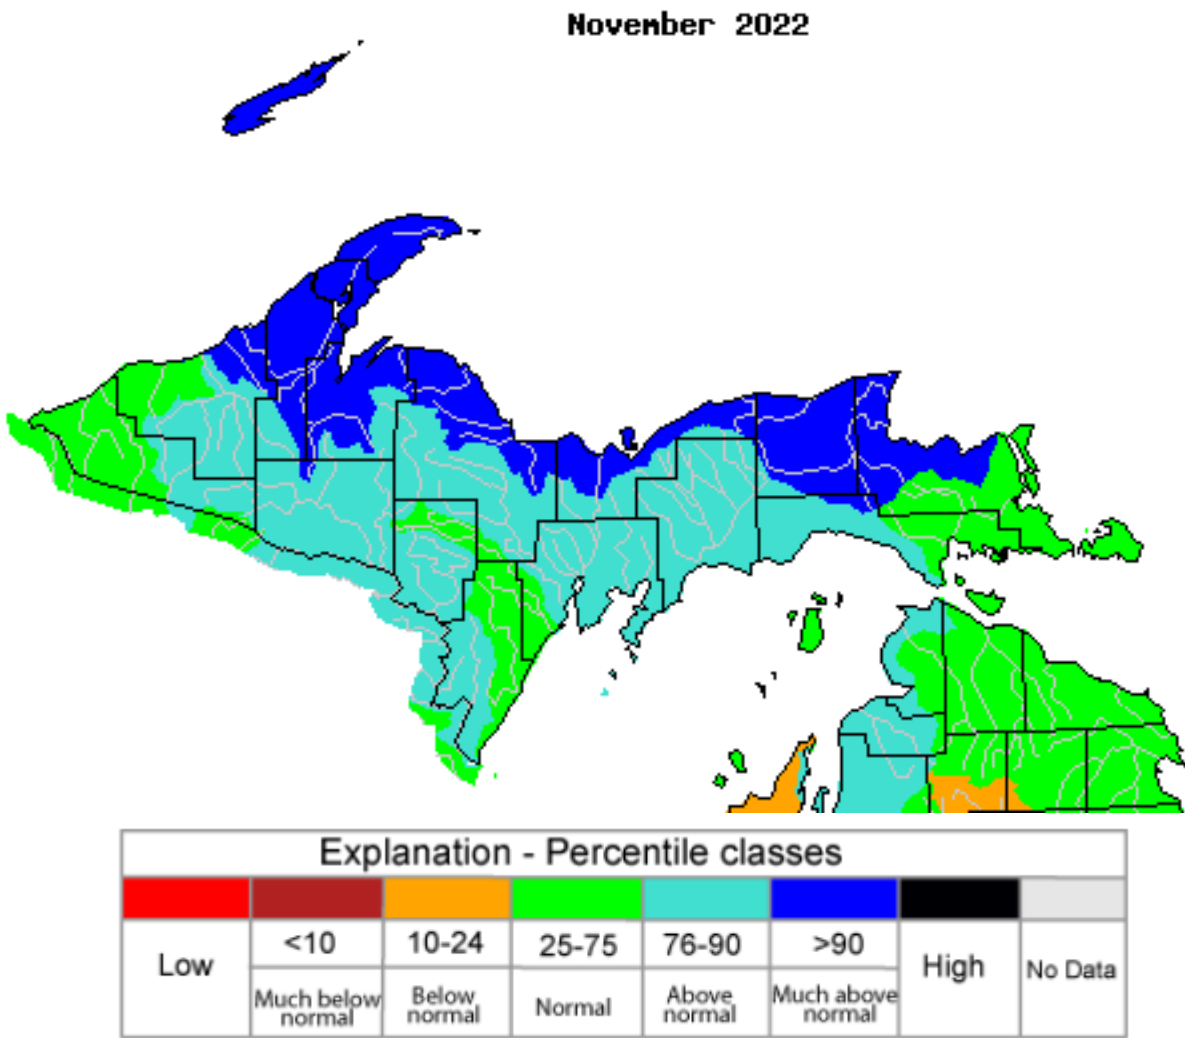 November 2022
Explanation - Percentile classes
Low
<10
10-24
25-75
76-90
>90
High
No Data
Much below
normal
Below
normal
Normal
Above
normal
Much above
normal